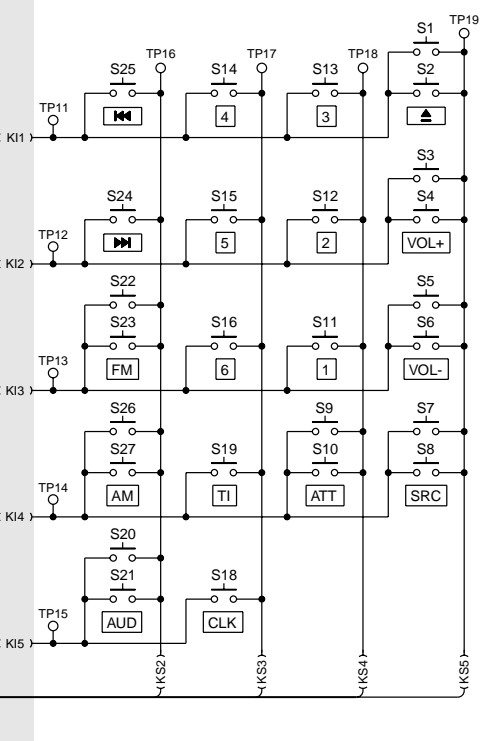 S1 TP19
TP16 TP17 TP18
S25 S14 S13 S2
TP11
4 3
KI1
S3
S24 S15 S12 S4
TP12
5 2 VOL+
KI2
S22 S5
S23 S16 S11 S6
TP13
FM 6 1 VOL-
KI3
S26 S9 S7
S27 S19 S10 S8
TP14
AM TI ATT SRC
KI4
S20
S21 S18
TP15
AUD CLK
KI5
KS2 KS3 KS4 KS5